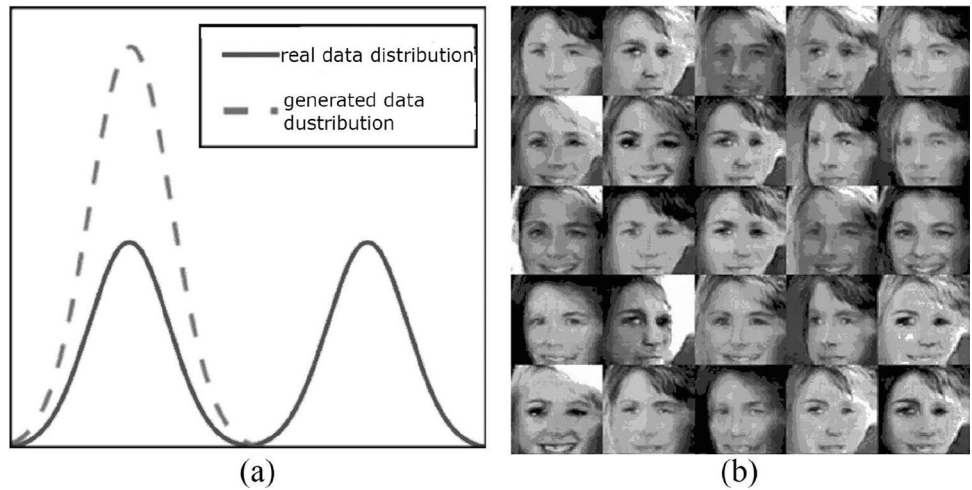 real data distribution
generated data
dustribution
(a)
(b)